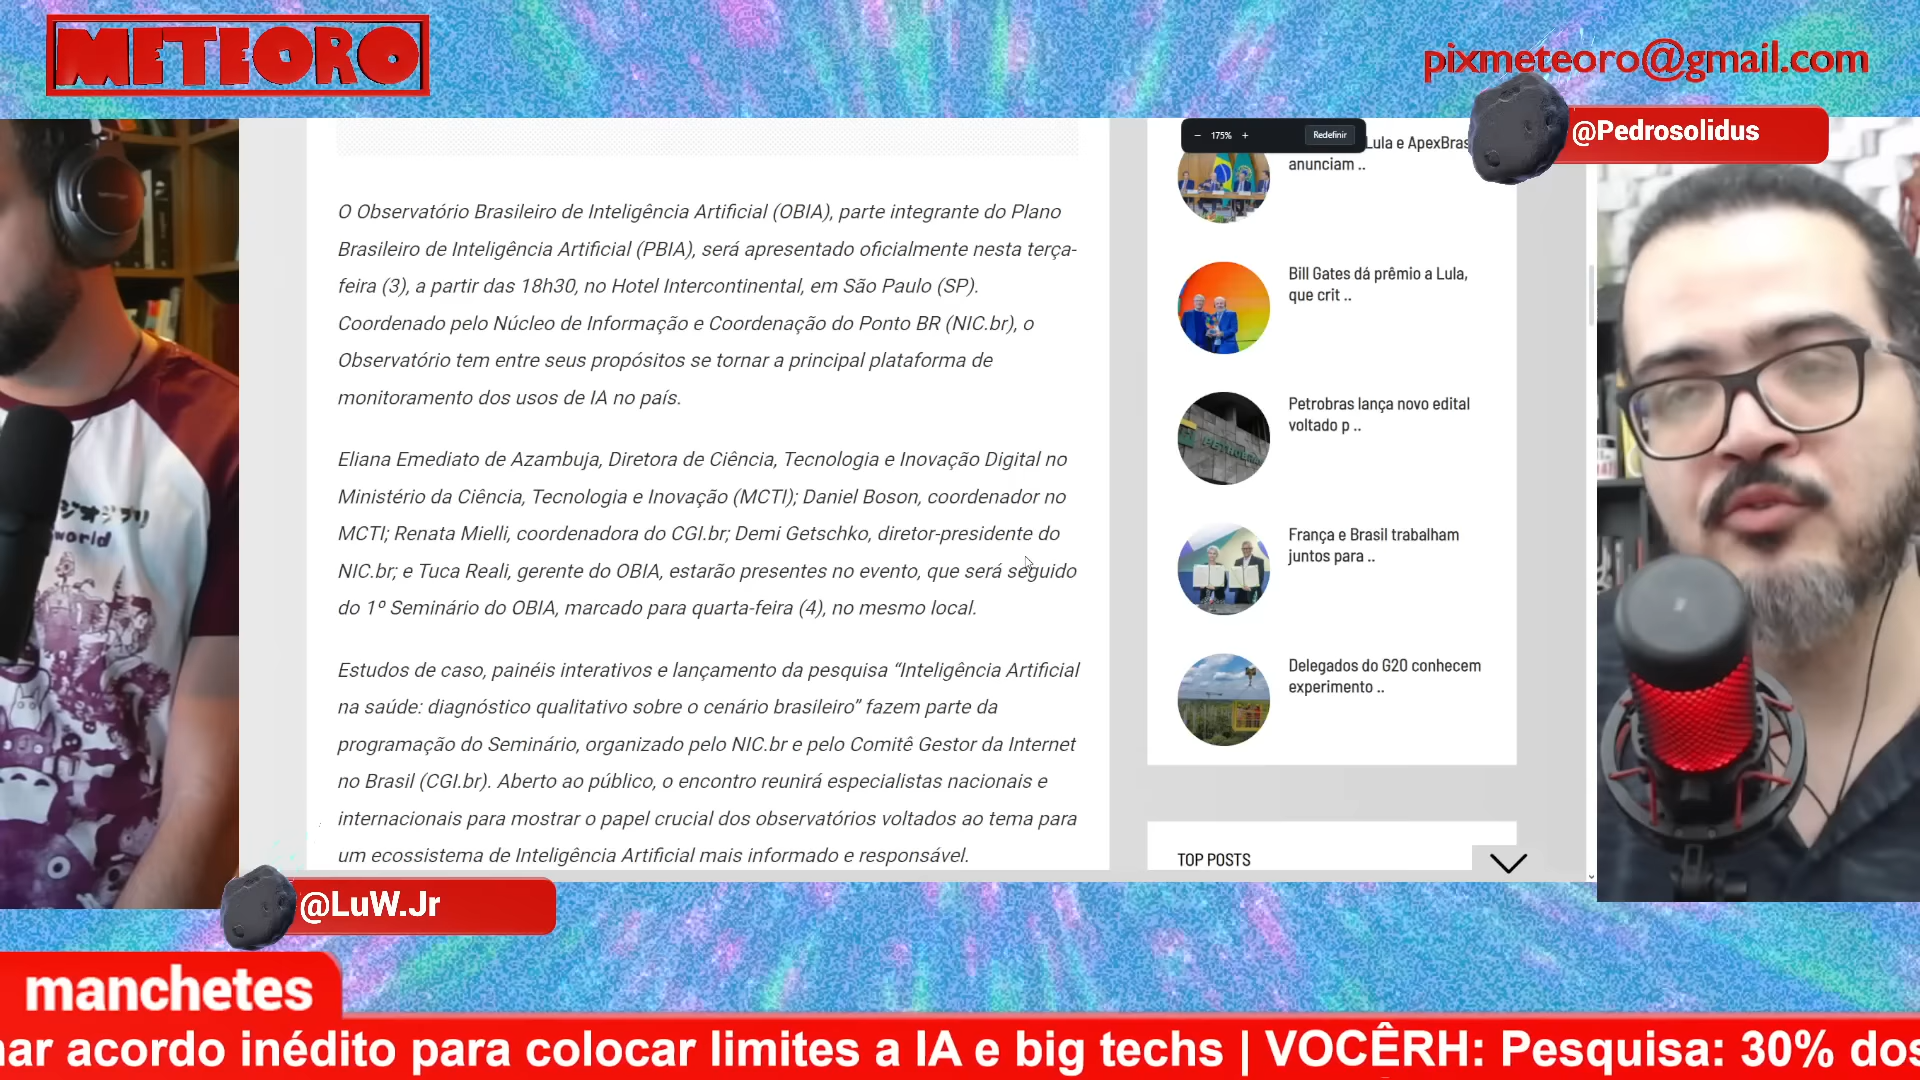 METEORO
pixmeteoro@gmail.com
@Pedrosolidus
− 175% + Redefinir
Lula e ApexBras
anunciam ..
O Observatório Brasileiro de Inteligência Artificial (OBIA), parte integrante do Plano
Brasileiro de Inteligência Artificial (PBIA), será apresentado oficialmente nesta terça-
feira (3), a partir das 18h30, no Hotel Intercontinental, em São Paulo (SP).
Coordenado pelo Núcleo de Informação e Coordenação do Ponto BR (NIC.br), o
Observatório tem entre seus propósitos se tornar a principal plataforma de
monitoramento dos usos de IA no país.
Eliana Emediato de Azambuja, Diretora de Ciência, Tecnologia e Inovação Digital no
Ministério da Ciência, Tecnologia e Inovação (MCTI); Daniel Boson, coordenador no
MCTI; Renata Mielli, coordenadora do CGI.br; Demi Getschko, diretor-presidente do
NIC.br; e Tuca Reali, gerente do OBIA, estarão presentes no evento, que será seguido
do 1º Seminário do OBIA, marcado para quarta-feira (4), no mesmo local.
Estudos de caso, painéis interativos e lançamento da pesquisa “Inteligência Artificial
na saúde: diagnóstico qualitativo sobre o cenário brasileiro” fazem parte da
programação do Seminário, organizado pelo NIC.br e pelo Comitê Gestor da Internet
no Brasil (CGI.br). Aberto ao público, o encontro reunirá especialistas nacionais e
internacionais para mostrar o papel crucial dos observatórios voltados ao tema para
um ecossistema de Inteligência Artificial mais informado e responsável.
Bill Gates dá prêmio a Lula,
que crit ..
Petrobras lança novo edital
voltado p ..
França e Brasil trabalham
juntos para ..
Delegados do G20 conhecem
experimento ..
TOP POSTS
@LuW.Jr
manchetes
nar acordo inédito para colocar limites a IA e big techs | VOCÊRH: Pesquisa: 30% dos